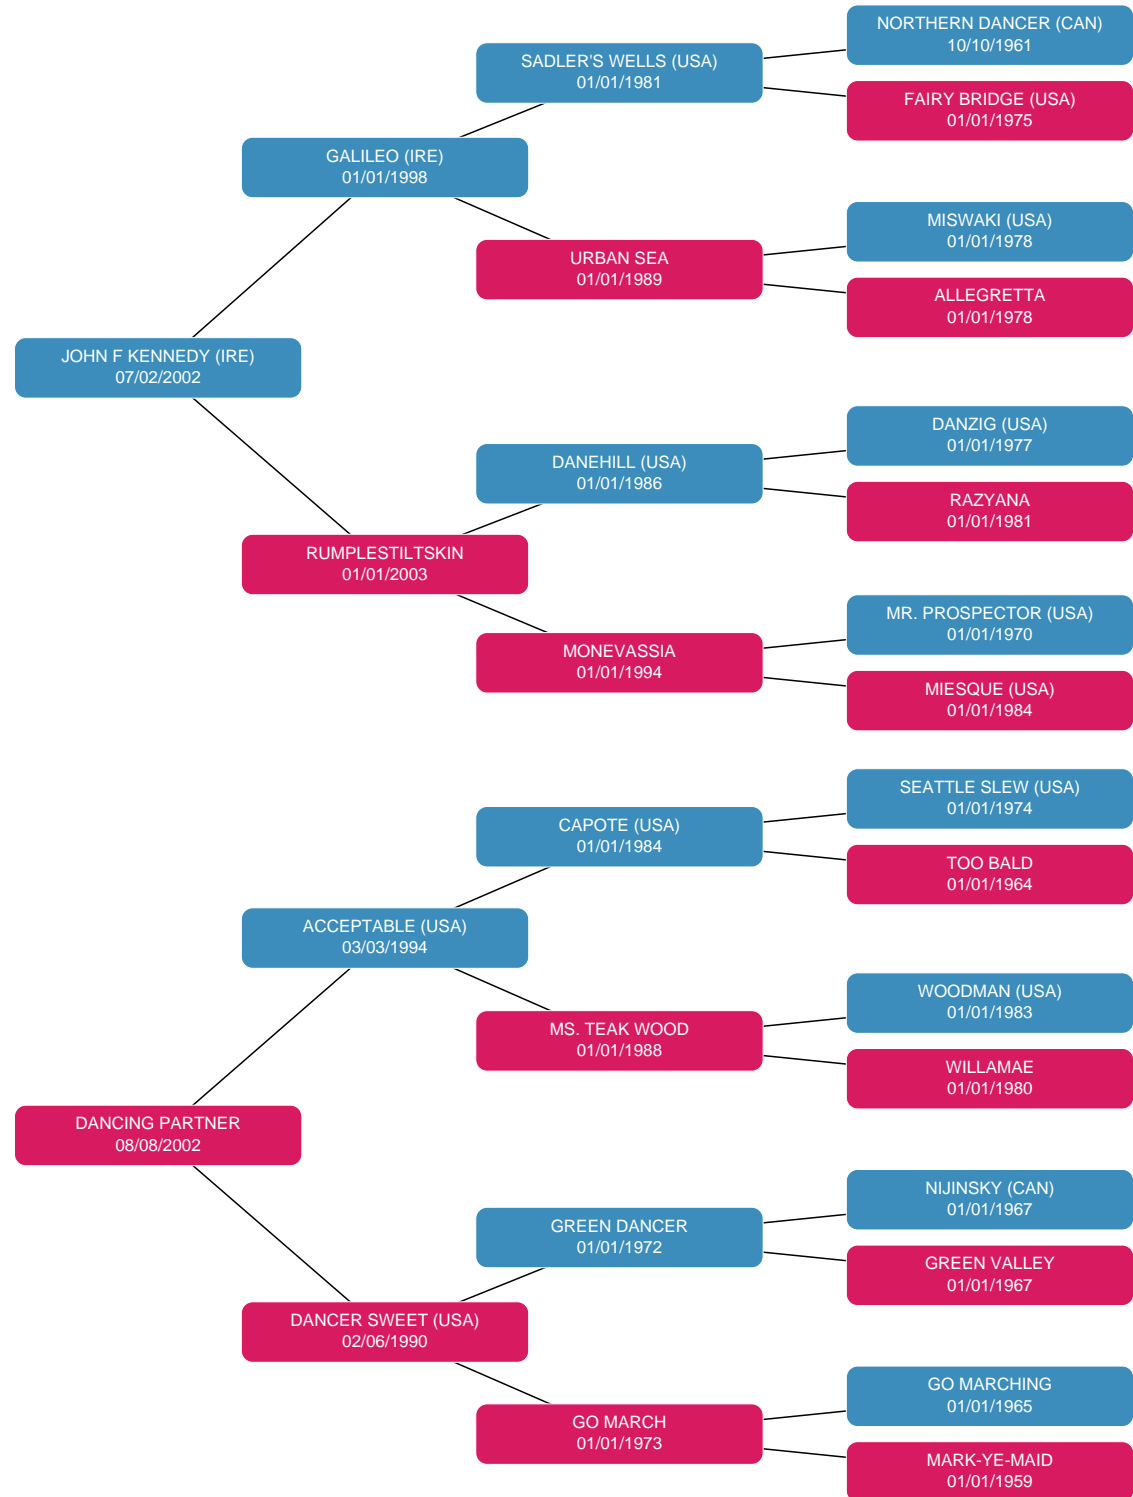 NORTHERN DANCER (CAN)
10/10/1961
SADLER'S WELLS (USA)
01/01/1981
FAIRY BRIDGE (USA)
01/01/1975
GALILEO (IRE)
01/01/1998
MISWAKI (USA)
01/01/1978
URBAN SEA
01/01/1989
ALLEGRETTA
01/01/1978
JOHN F KENNEDY (IRE)
07/02/2002
DANZIG (USA)
01/01/1977
DANEHILL (USA)
01/01/1986
RAZYANA
01/01/1981
RUMPLESTILTSKIN
01/01/2003
MR. PROSPECTOR (USA)
01/01/1970
MONEVASSIA
01/01/1994
MIESQUE (USA)
01/01/1984
SEATTLE SLEW (USA)
01/01/1974
CAPOTE (USA)
01/01/1984
TOO BALD
01/01/1964
ACCEPTABLE (USA)
03/03/1994
WOODMAN (USA)
01/01/1983
MS. TEAK WOOD
01/01/1988
WILLAMAE
01/01/1980
DANCING PARTNER
08/08/2002
NIJINSKY (CAN)
01/01/1967
GREEN DANCER
01/01/1972
GREEN VALLEY
01/01/1967
DANCER SWEET (USA)
02/06/1990
GO MARCHING
01/01/1965
GO MARCH
01/01/1973
MARK-YE-MAID
01/01/1959